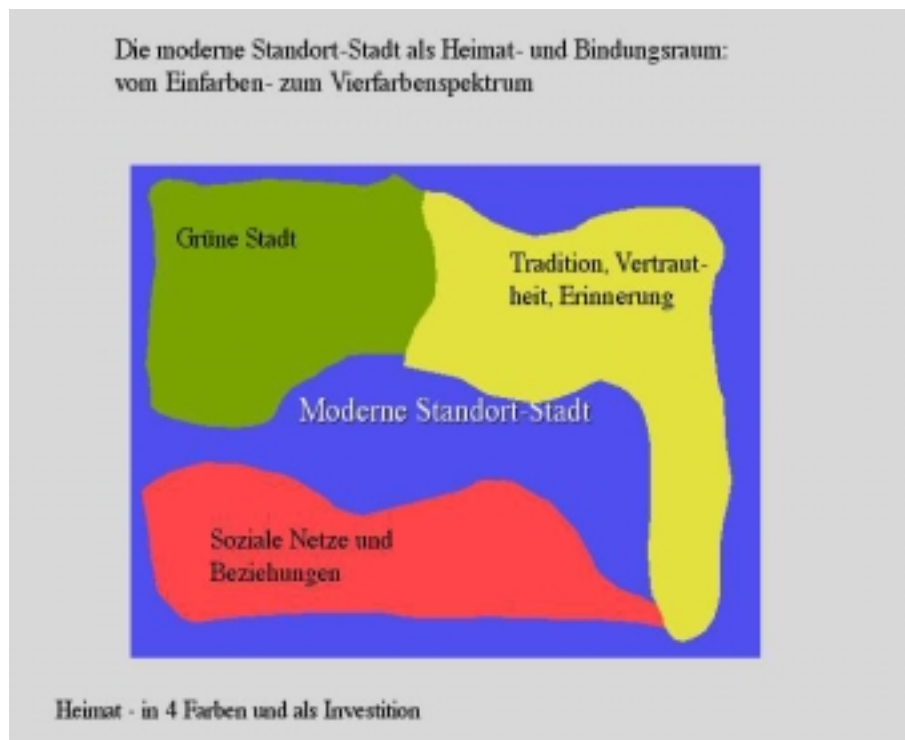 Die moderne Standort-Stadt als Heimat- und Bindungsraum:
vom Einfarben- zum Vierfarbenspektrum
Grüne Stadt
Tradition, Vertraut-
heit, Erinnerung
Moderne Standort-Stadt
Soziale Netze und
Beziehungen
Heimat - in 4 Farben und als Investition